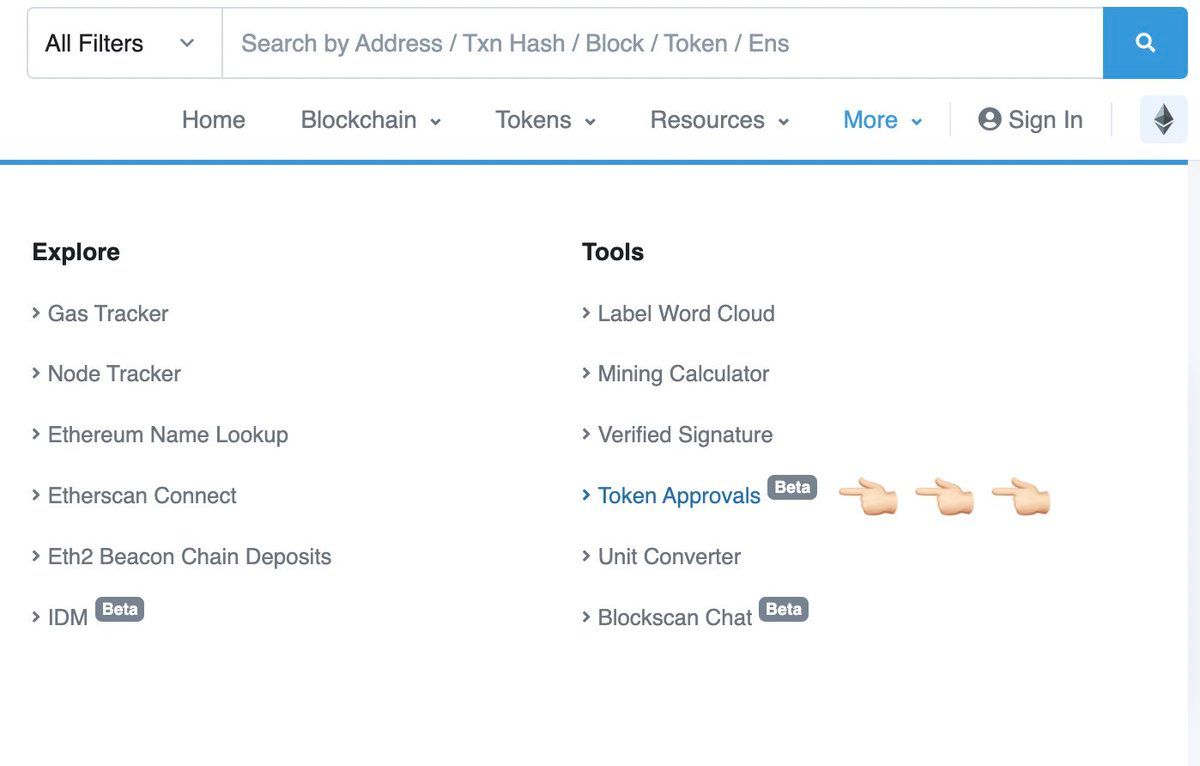 All Filters Search by Address / Txn Hash / Block / Token / Ens
Home Blockchain Tokens Resources More Sign In
Explore
Gas Tracker
Node Tracker
Ethereum Name Lookup
Etherscan Connect
Eth2 Beacon Chain Deposits
IDM Beta
Tools
Label Word Cloud
Mining Calculator
Verified Signature
Token Approvals Beta
Unit Converter
Blockscan Chat Beta